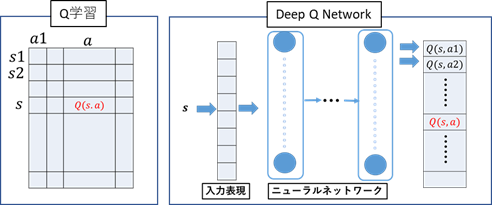 Q学習
a1 a
s1
s2
s Q(s.a)
Deep Q Network
s
Q(s,a1)
Q(s,a2)
Q(s,a)
入力表現
ニューラルネットワーク